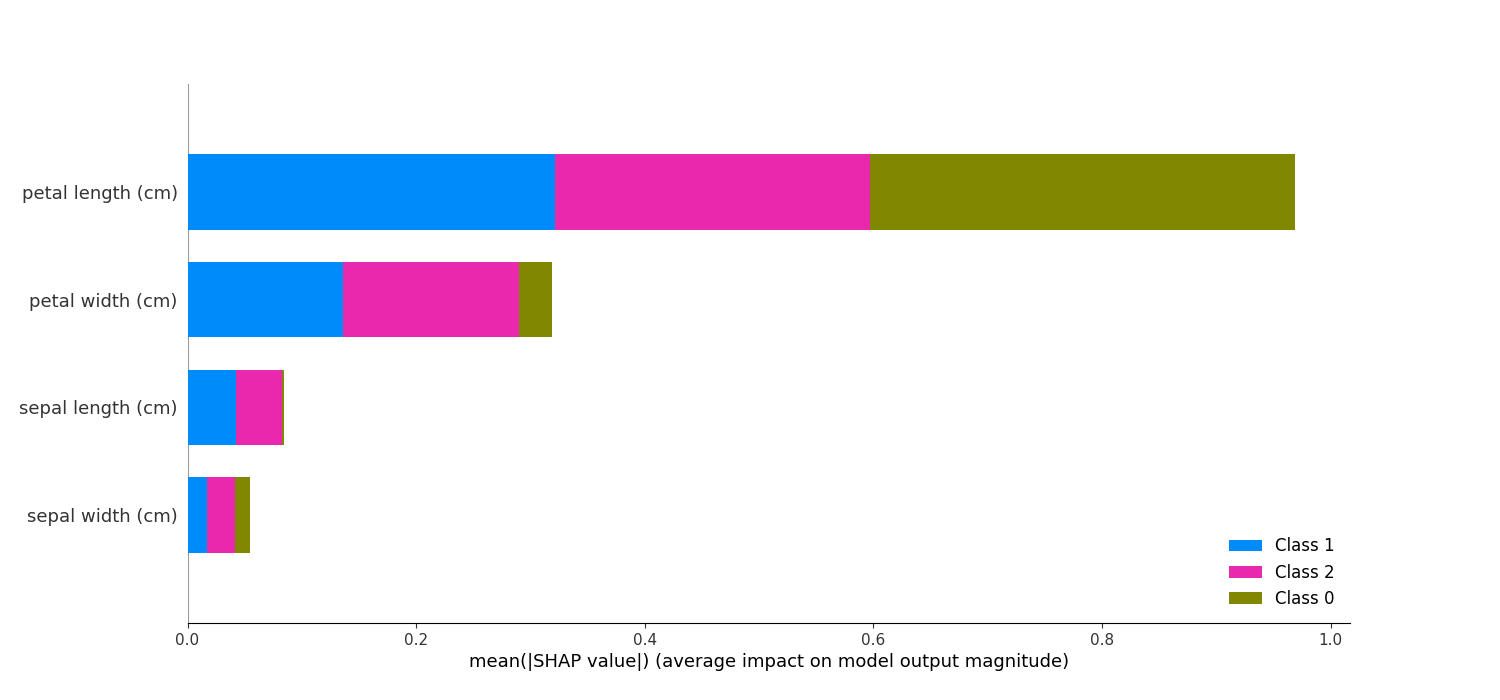 petal length (cm)
petal width (cm)
sepal length (cm)
sepal width (cm)
Class 1
Class 2
Class 0
0.0 0.2 0.4 0.6 0.8 1.0
mean(|SHAP value|) (average impact on model output magnitude)